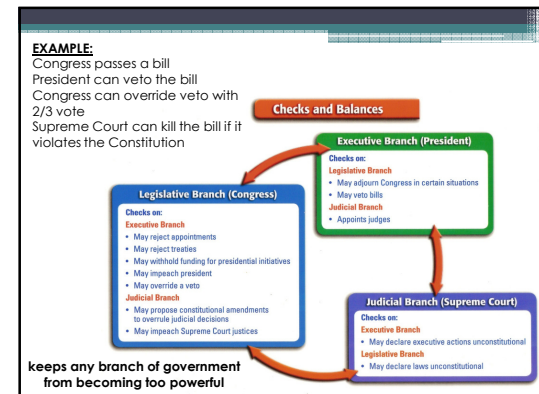 EXAMPLE:
Congress passes a bill
President can veto the bill
Congress can override veto with
2/3 vote
Supreme Court can kill the bill if it
violates the Constitution
Checks and Balances
Executive Branch (President)
Checks on:
Legislative Branch
• May adjourn Congress in certain situations
• May veto bills
Judicial Branch
• Appoints judges
Legislative Branch (Congress)
Checks on:
Executive Branch
• May reject appointments
• May reject treaties
• May withhold funding for presidential initiatives
• May impeach president
• May override a veto
Judicial Branch
• May propose constitutional amendments
to overrule judicial decisions
• May impeach Supreme Court justices
Judicial Branch (Supreme Court)
Checks on:
Executive Branch
• May declare executive actions unconstitutional
Legislative Branch
• May declare laws unconstitutional
keeps any branch of government
from becoming too powerful